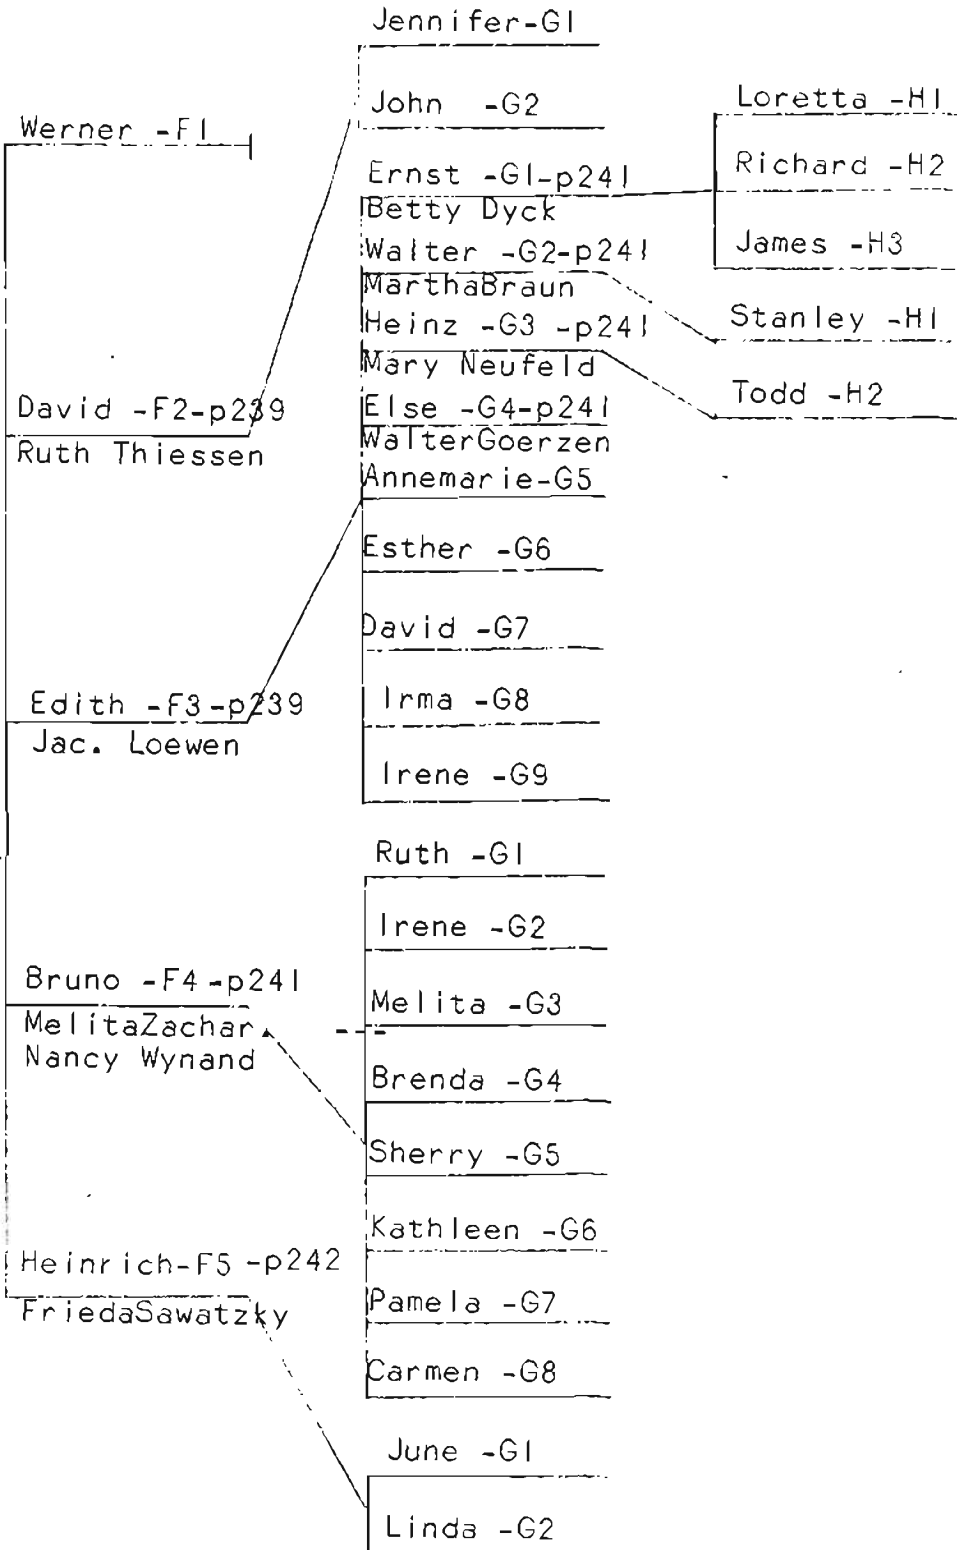 Jennifer-G1
John -G2
Loretta -H1
Werner -F1
Ernst -G1-p241
Betty Dyck
Richard -H2
Walter -G2-p241
MarthaBraun
James -H3
Heinz -G3 -p241
Mary Neufeld
Stanley -H1
David -F2-p239
Ruth Thiessen
Else -G4-p241
WalterGoerzen
Todd -H2
Annemarie-G5
Esther -G6
David -G7
Edith -F3-p239
Jac. Loewen
Irma -G8
Irene -G9
Ruth -G1
Irene -G2
Bruno -F4-p241
MelitaZachar
Nancy Wynand
Melita -G3
Brenda -G4
Sherry -G5
Kathleen -G6
Heinrich-F5 -p242
FriedaSawatzky
Pamela -G7
Carmen -G8
June -G1
Linda -G2